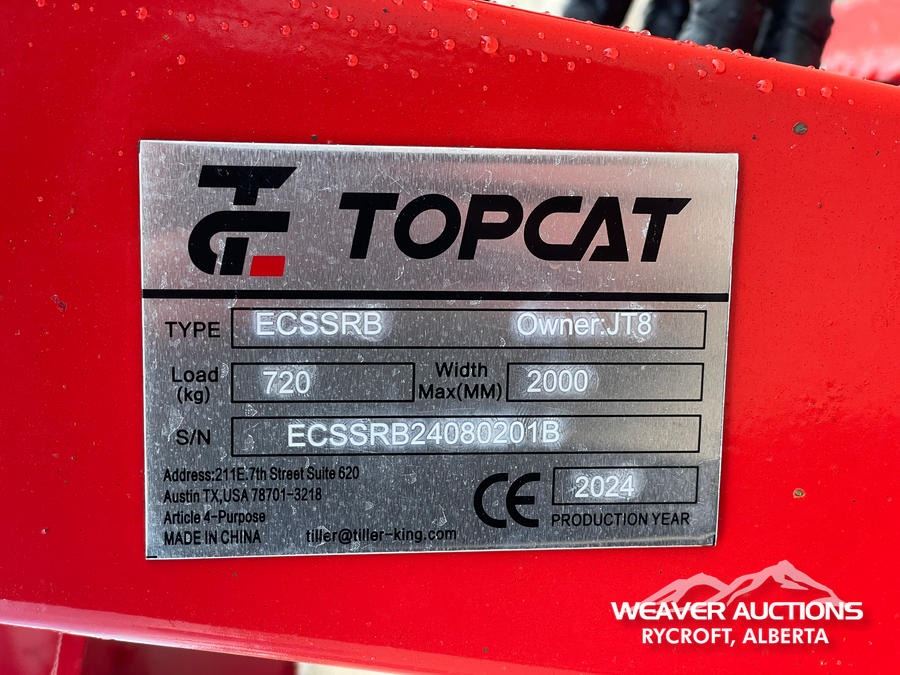 TOPCAT
TYPE ECSSRB Owner:JT8
Load (kg) 720 Width Max(MM) 2000
S/N ECSSRB24080201B
Address:211E.7th Street Suite 620
Austin TX,USA 78701-3218
Article 4-Purpose
MADE IN CHINA tiller@tiller-king.com
CE 2024
PRODUCTION YEAR
WEAVER AUCTIONS
RYCROFT, ALBERTA